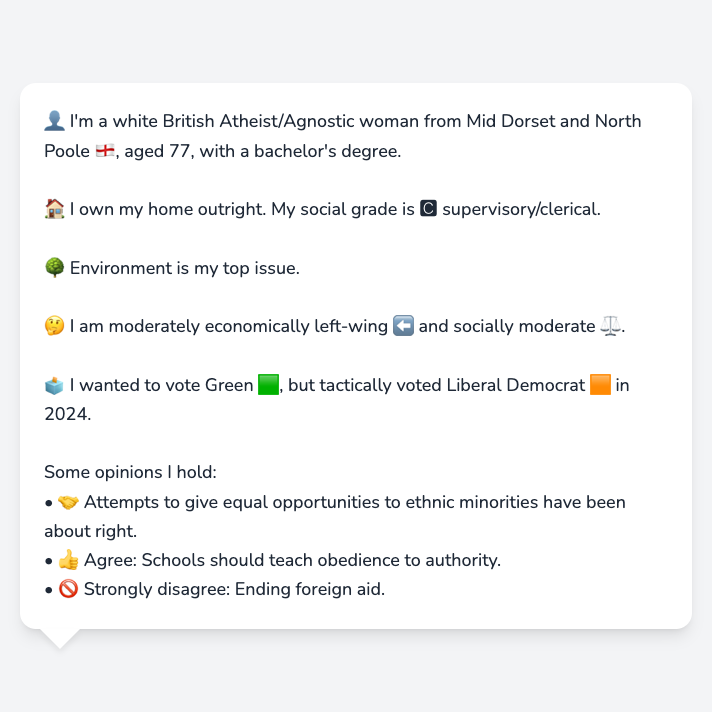 👤 I'm a white British Atheist/Agnostic woman from Mid Dorset and North
Poole 🏴󠁧󠁢󠁥󠁮󠁧󠁿, aged 77, with a bachelor's degree.
🏠 I own my home outright. My social grade is 🅲 supervisory/clerical.
🌳 Environment is my top issue.
🤔 I am moderately economically left-wing ⬅️ and socially moderate ⚖️.
🗳️ I wanted to vote Green 🟩, but tactically voted Liberal Democrat 🟧 in
2024.
Some opinions I hold:
• 🤝 Attempts to give equal opportunities to ethnic minorities have been
about right.
• 👍 Agree: Schools should teach obedience to authority.
• 🚫 Strongly disagree: Ending foreign aid.